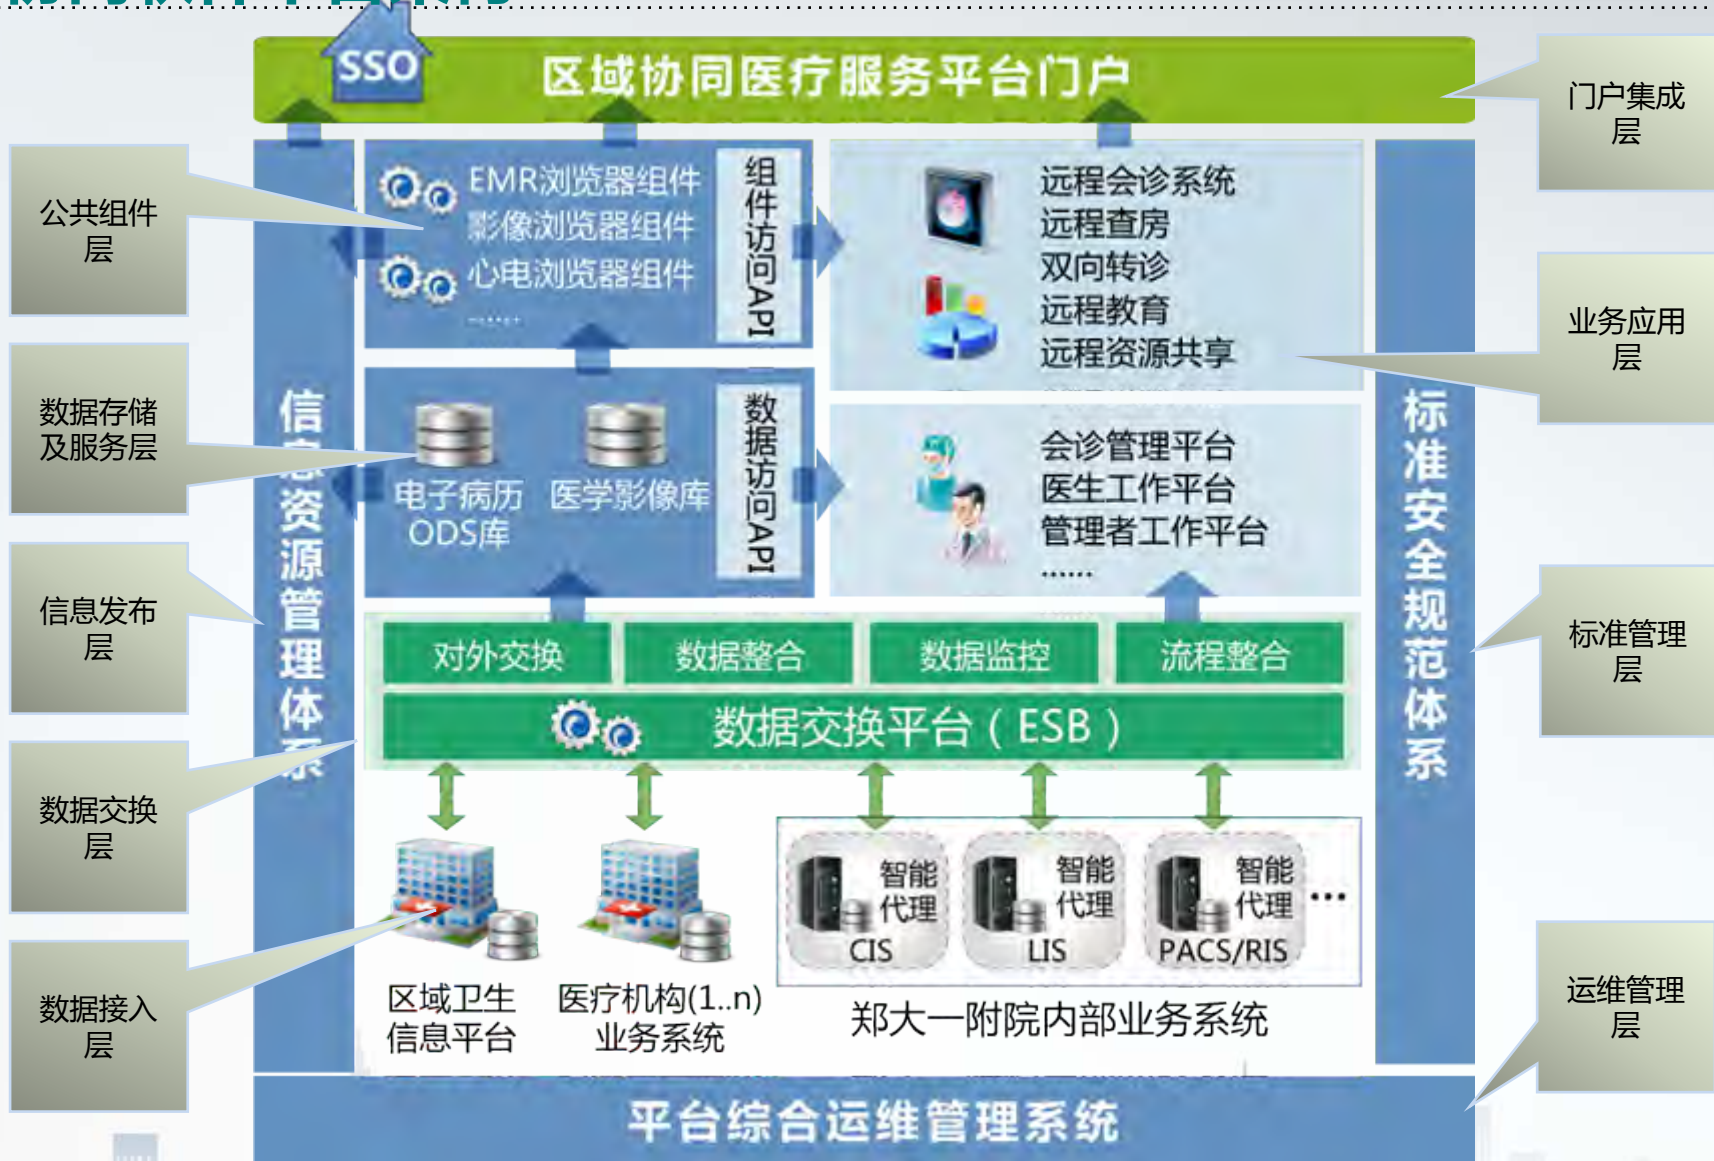 SSO
区域协同医疗服务平台门户
门户集成
层
公共组件
层
EMR浏览器组件
影像浏览器组件
心电浏览器组件
......
组件访问API
远程会诊系统
远程查房
双向转诊
远程教育
远程资源共享
业务应用
层
数据存储
及服务层
电子病历
ODS库
医学影像库
数据访问API
会诊管理平台
医生工作平台
管理者工作平台
......
信息资源管理体系
标准安全规范体系
信息发布
层
标准管理
层
对外交换
数据整合
数据监控
流程整合
数据交换平台（ESB）
数据交换
层
智能
代理
CIS
智能
代理
LIS
智能
代理
PACS/RIS
...
数据接入
层
区域卫生
信息平台
医疗机构(1..n)
业务系统
郑大一附院内部业务系统
运维管理
层
平台综合运维管理系统